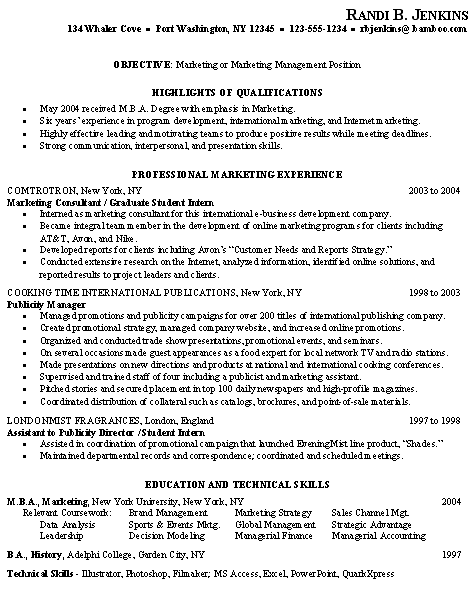 RANDI B. JENKINS
134 Whaler Cove • Port Washington, NY 12345 • 123-555-1234 • rbjenkins@bamboo.com
OBJECTIVE: Marketing or Marketing Management Position
HIGHLIGHTS OF QUALIFICATIONS
• May 2004 received M.B.A. Degree with emphasis in Marketing.
• Six years' experience in program development, international marketing, and Internet marketing.
• Highly effective leading and motivating teams to produce positive results while meeting deadlines.
• Strong communication, interpersonal, and presentation skills.
PROFESSIONAL MARKETING EXPERIENCE
COMTROTRON, New York, NY 2003 to 2004
Marketing Consultant / Graduate Student Intern
• Interned as marketing consultant for this international e-business development company.
• Became integral team member in the development of online marketing programs for clients including
AT&T, Avon, and Nike.
• Developed reports for clients including Avon's "Customer Needs and Reports Strategy."
• Conducted extensive research on the Internet, analyzed information, identified online solutions, and
reported results to project leaders and clients.
COOKING TIME INTERNATIONAL PUBLICATIONS, New York, NY 1998 to 2003
Publicity Manager
• Managed promotions and publicity campaigns for over 200 titles of international publishing company.
• Created promotional strategy, managed company website, and increased online promotions.
• Organized and conducted trade show presentations, promotional events, and seminars.
• On several occasions made guest appearances as a food expert for local network TV and radio stations.
• Made presentations on new directions and products at national and international cooking conferences.
• Supervised and trained staff of four including a publicist and marketing assistant.
• Pitched stories and secured placement in top 100 daily newspapers and high-profile magazines.
• Coordinated distribution of collateral such as catalogs, brochures, and point-of-sale materials.
LONDONMIST FRAGRANCES, London, England 1997 to 1998
Assistant to Publicity Director / Student Intern
• Assisted in coordination of promotional campaign that launched EveningMist line product, "Shades."
• Maintained departmental records and correspondence; coordinated and scheduled meetings.
EDUCATION AND TECHNICAL SKILLS
M.B.A., Marketing, New York University, New York, NY 2004
Relevant Coursework: Brand Management Marketing Strategy Sales Channel Mgt.
Data Analysis Sports & Events Mktg. Global Management Strategic Advantage
Leadership Decision Modeling Managerial Finance Managerial Accounting
B.A., History, Adelphi College, Garden City, NY 1997
Technical Skills - Illustrator, Photoshop, Filmaker; MS Access, Excel, PowerPoint, QuarkXpress